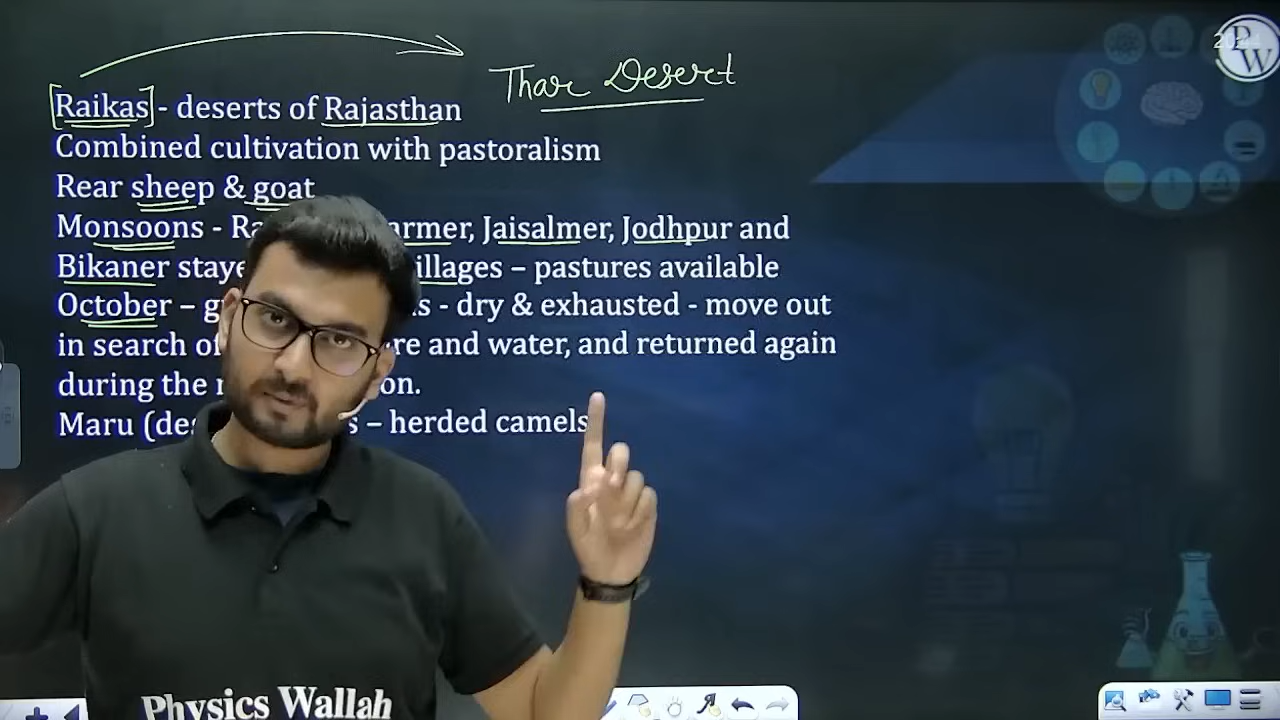 Thar Desert
[Raikas] - deserts of Rajasthan
Combined cultivation with pastoralism
Rear sheep & goat
Monsoons - Ra armer, Jaisalmer, Jodhpur and
Bikaner staye illages – pastures available
October – g s - dry & exhausted - move out
in search of re and water, and returned again
during the on.
Maru (des s – herded camels
Physics Wallah
PW